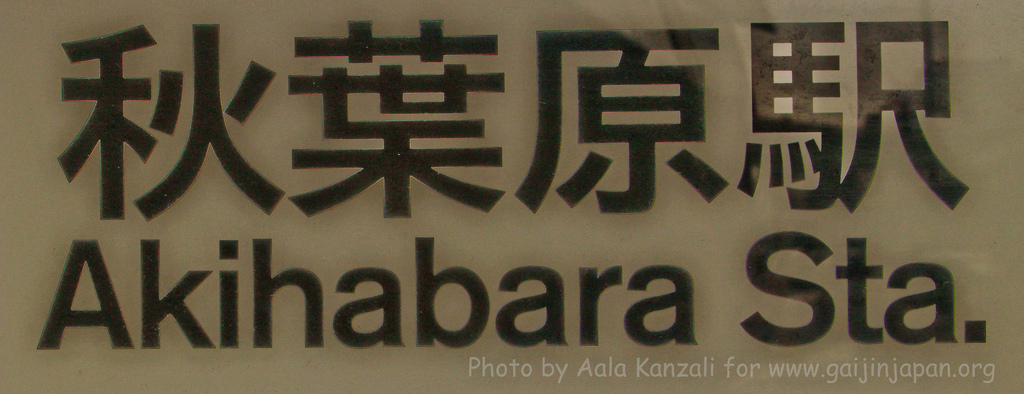 秋葉原駅
Akihabara Sta.
Photo by Aala Kanzali for www.gaijinjapan.org